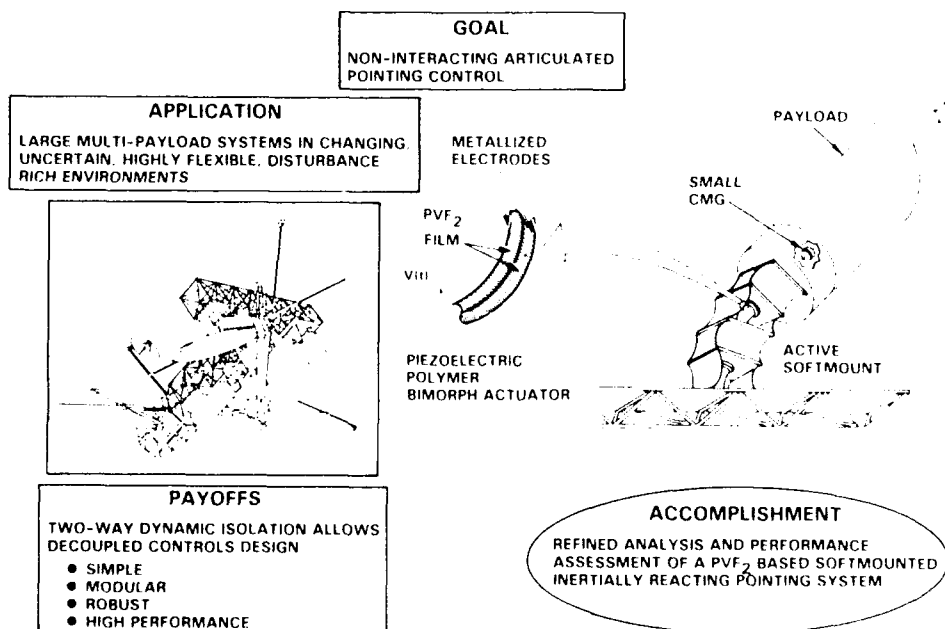 GOAL
NON-INTERACTING ARTICULATED
POINTING CONTROL
APPLICATION
LARGE MULTI-PAYLOAD SYSTEMS IN CHANGING,
UNCERTAIN, HIGHLY FLEXIBLE, DISTURBANCE
RICH ENVIRONMENTS
METALLIZED
ELECTRODES
PVF2
FILM
V(t)
PIEZOELECTRIC
POLYMER
BIMORPH ACTUATOR
PAYLOAD
SMALL
CMG
ACTIVE
SOFTMOUNT
PAYOFFS
TWO-WAY DYNAMIC ISOLATION ALLOWS
DECOUPLED CONTROLS DESIGN
● SIMPLE
● MODULAR
● ROBUST
● HIGH PERFORMANCE
ACCOMPLISHMENT
REFINED ANALYSIS AND PERFORMANCE
ASSESSMENT OF A PVF2 BASED SOFTMOUNTED
INERTIALLY REACTING POINTING SYSTEM